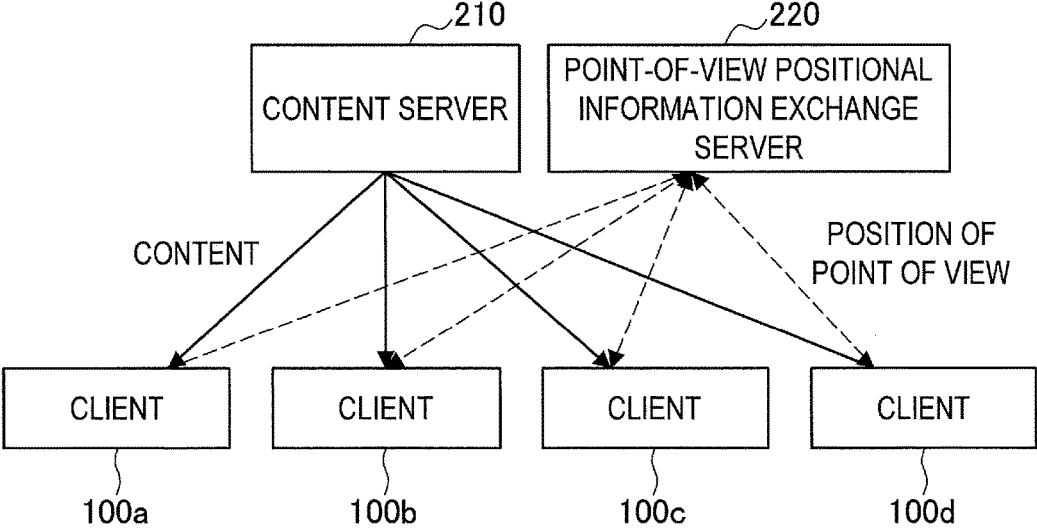 210
220
CONTENT SERVER
POINT-OF-VIEW POSITIONAL
INFORMATION EXCHANGE
SERVER
CONTENT
POSITION OF
POINT OF VIEW
CLIENT
CLIENT
CLIENT
CLIENT
100a
100b
100c
100d